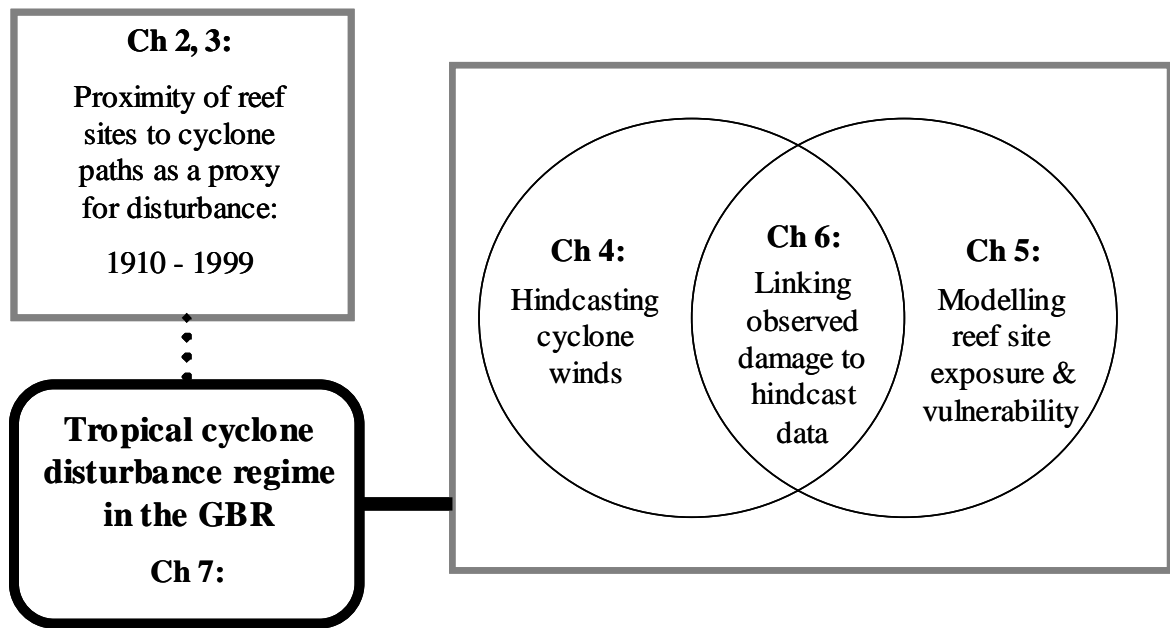 Ch 2, 3:
Proximity of reef
sites to cyclone
paths as a proxy
for disturbance:
1910 - 1999
Tropical cyclone
disturbance regime
in the GBR
Ch 7:
Ch 4:
Hindcasting
cyclone
winds
Ch 6:
Linking
observed
damage to
hindcast
data
Ch 5:
Modelling
reef site
exposure &
vulnerability